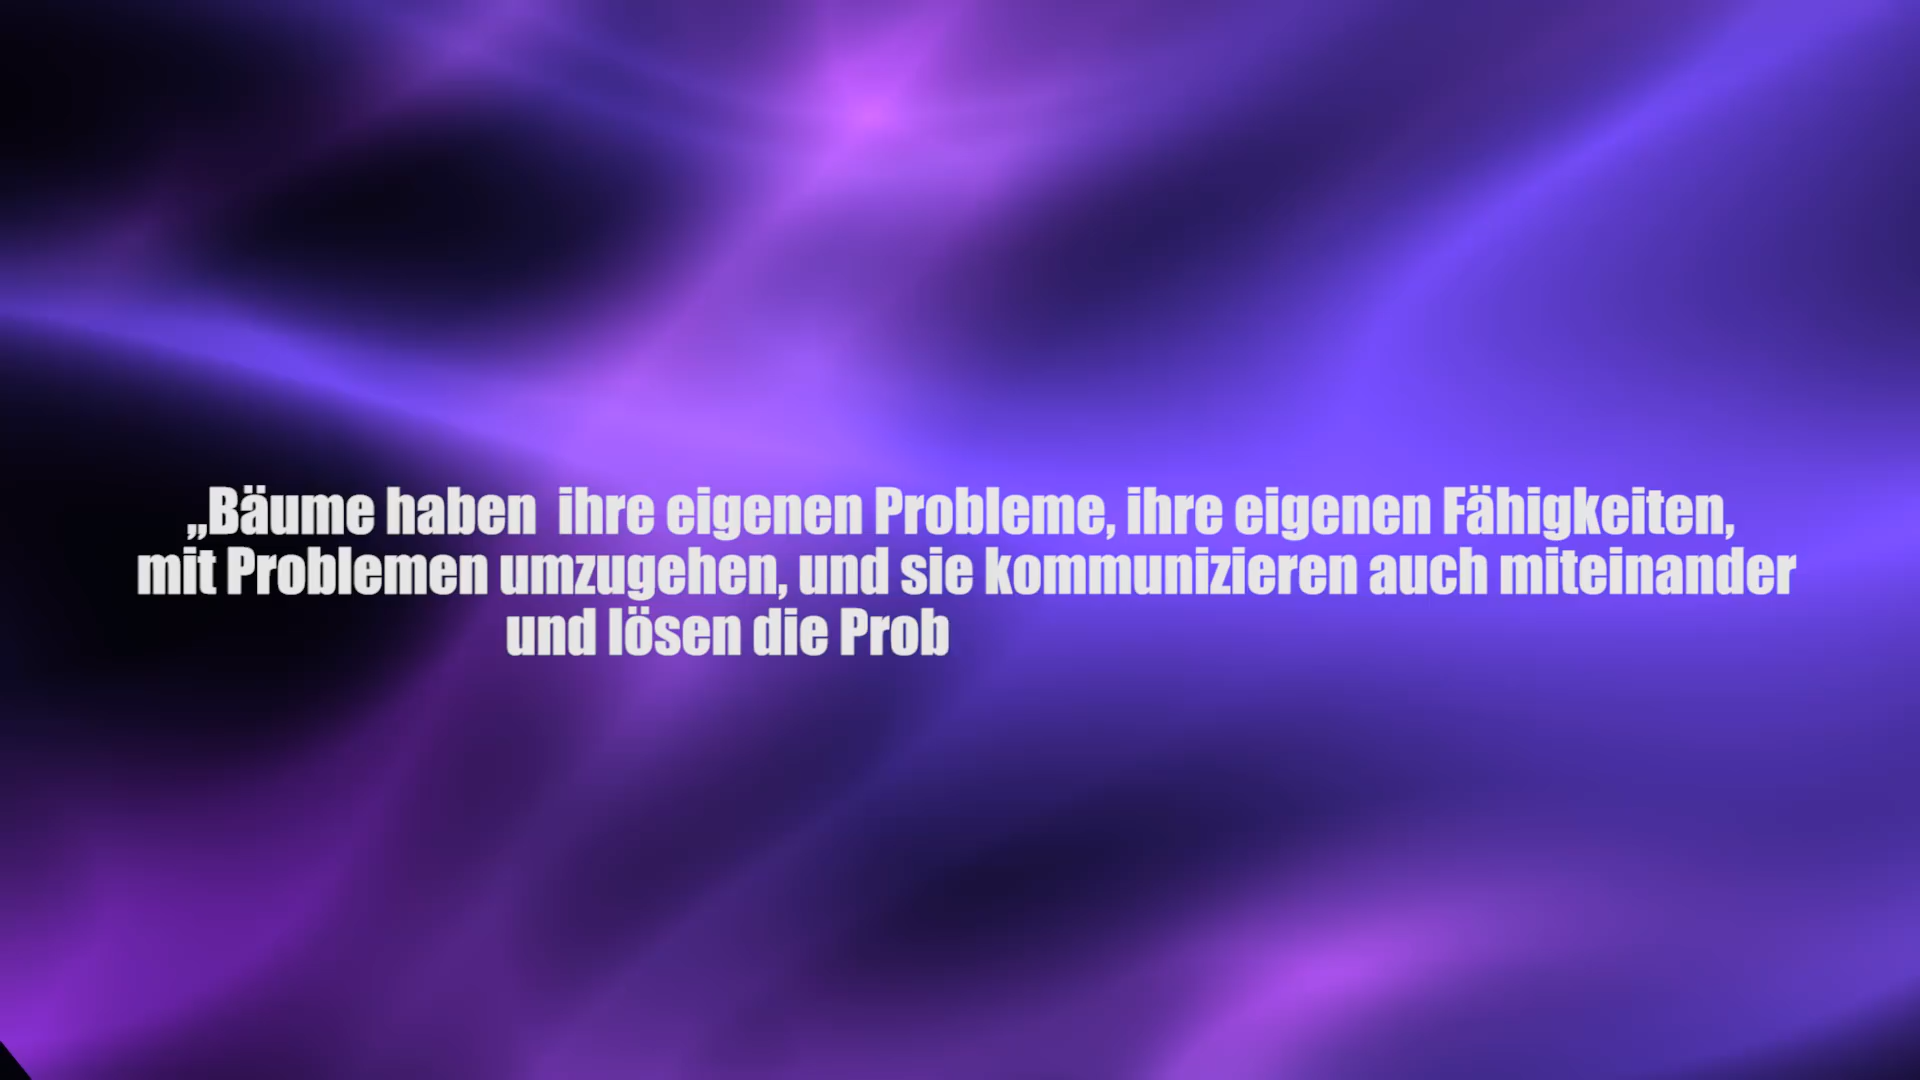 „Bäume haben  ihre eigenen Probleme, ihre eigenen Fähigkeiten,
mit Problemen umzugehen, und sie kommunizieren auch miteinander
und lösen die Prob